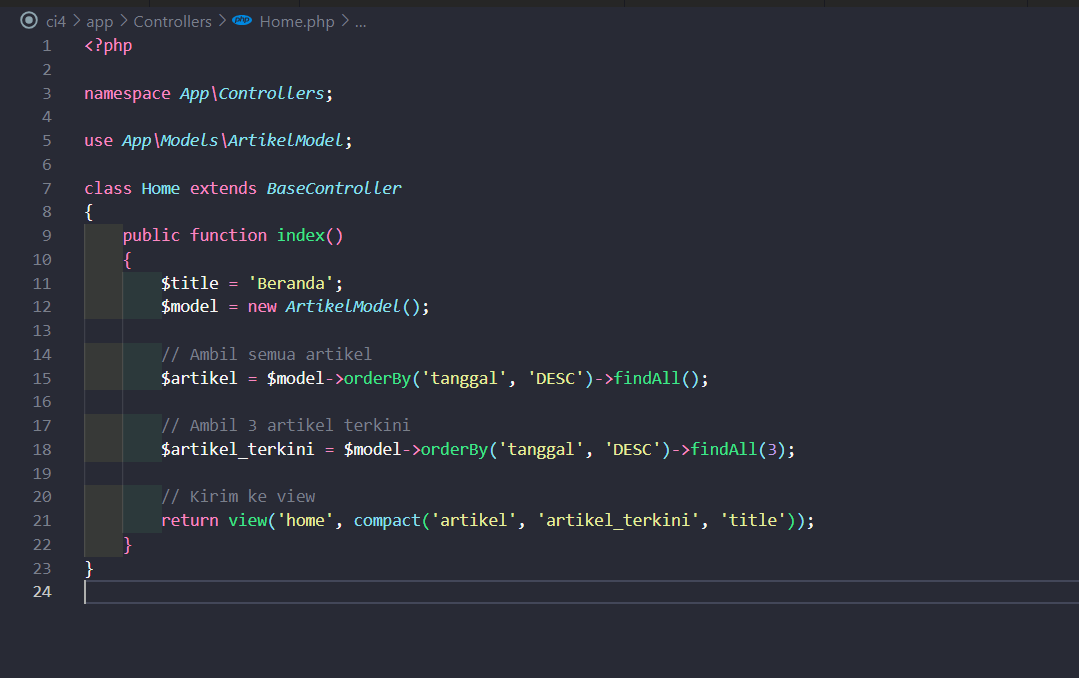 ci4 > app > Controllers > php Home.php > ...
1 <?php
2
3 namespace App\Controllers;
4
5 use App\Models\ArtikelModel;
6
7 class Home extends BaseController
8 {
9     public function index()
10     {
11         $title = 'Beranda';
12         $model = new ArtikelModel();
13
14         // Ambil semua artikel
15         $artikel = $model->orderBy('tanggal', 'DESC')->findAll();
16
17         // Ambil 3 artikel terkini
18         $artikel_terkini = $model->orderBy('tanggal', 'DESC')->findAll(3);
19
20         // Kirim ke view
21         return view('home', compact('artikel', 'artikel_terkini', 'title'));
22     }
23 }
24